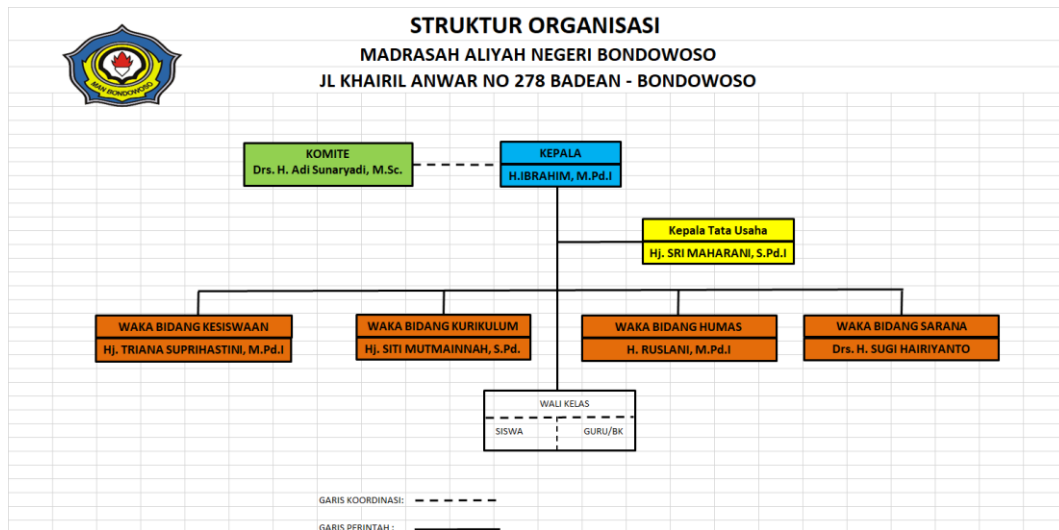 STRUKTUR ORGANISASI
MADRASAH ALIYAH NEGERI BONDOWOSO
JL KHAIRIL ANWAR NO 278 BADEAN - BONDOWOSO
MAN BONDOWOSO
KOMITE
Drs. H. Adi Sunaryadi, M.Sc.
KEPALA
H.IBRAHIM, M.Pd.I
Kepala Tata Usaha
Hj. SRI MAHARANI, S.Pd.I
WAKA BIDANG KESISWAAN
Hj. TRIANA SUPRIHASTINI, M.Pd.I
WAKA BIDANG KURIKULUM
Hj. SITI MUTMAINNAH, S.Pd.
WAKA BIDANG HUMAS
H. RUSLANI, M.Pd.I
WAKA BIDANG SARANA
Drs. H. SUGI HAIRIYANTO
WALI KELAS
SISWA
GURU/BK
GARIS KOORDINASI:
GARIS PERINTAH :